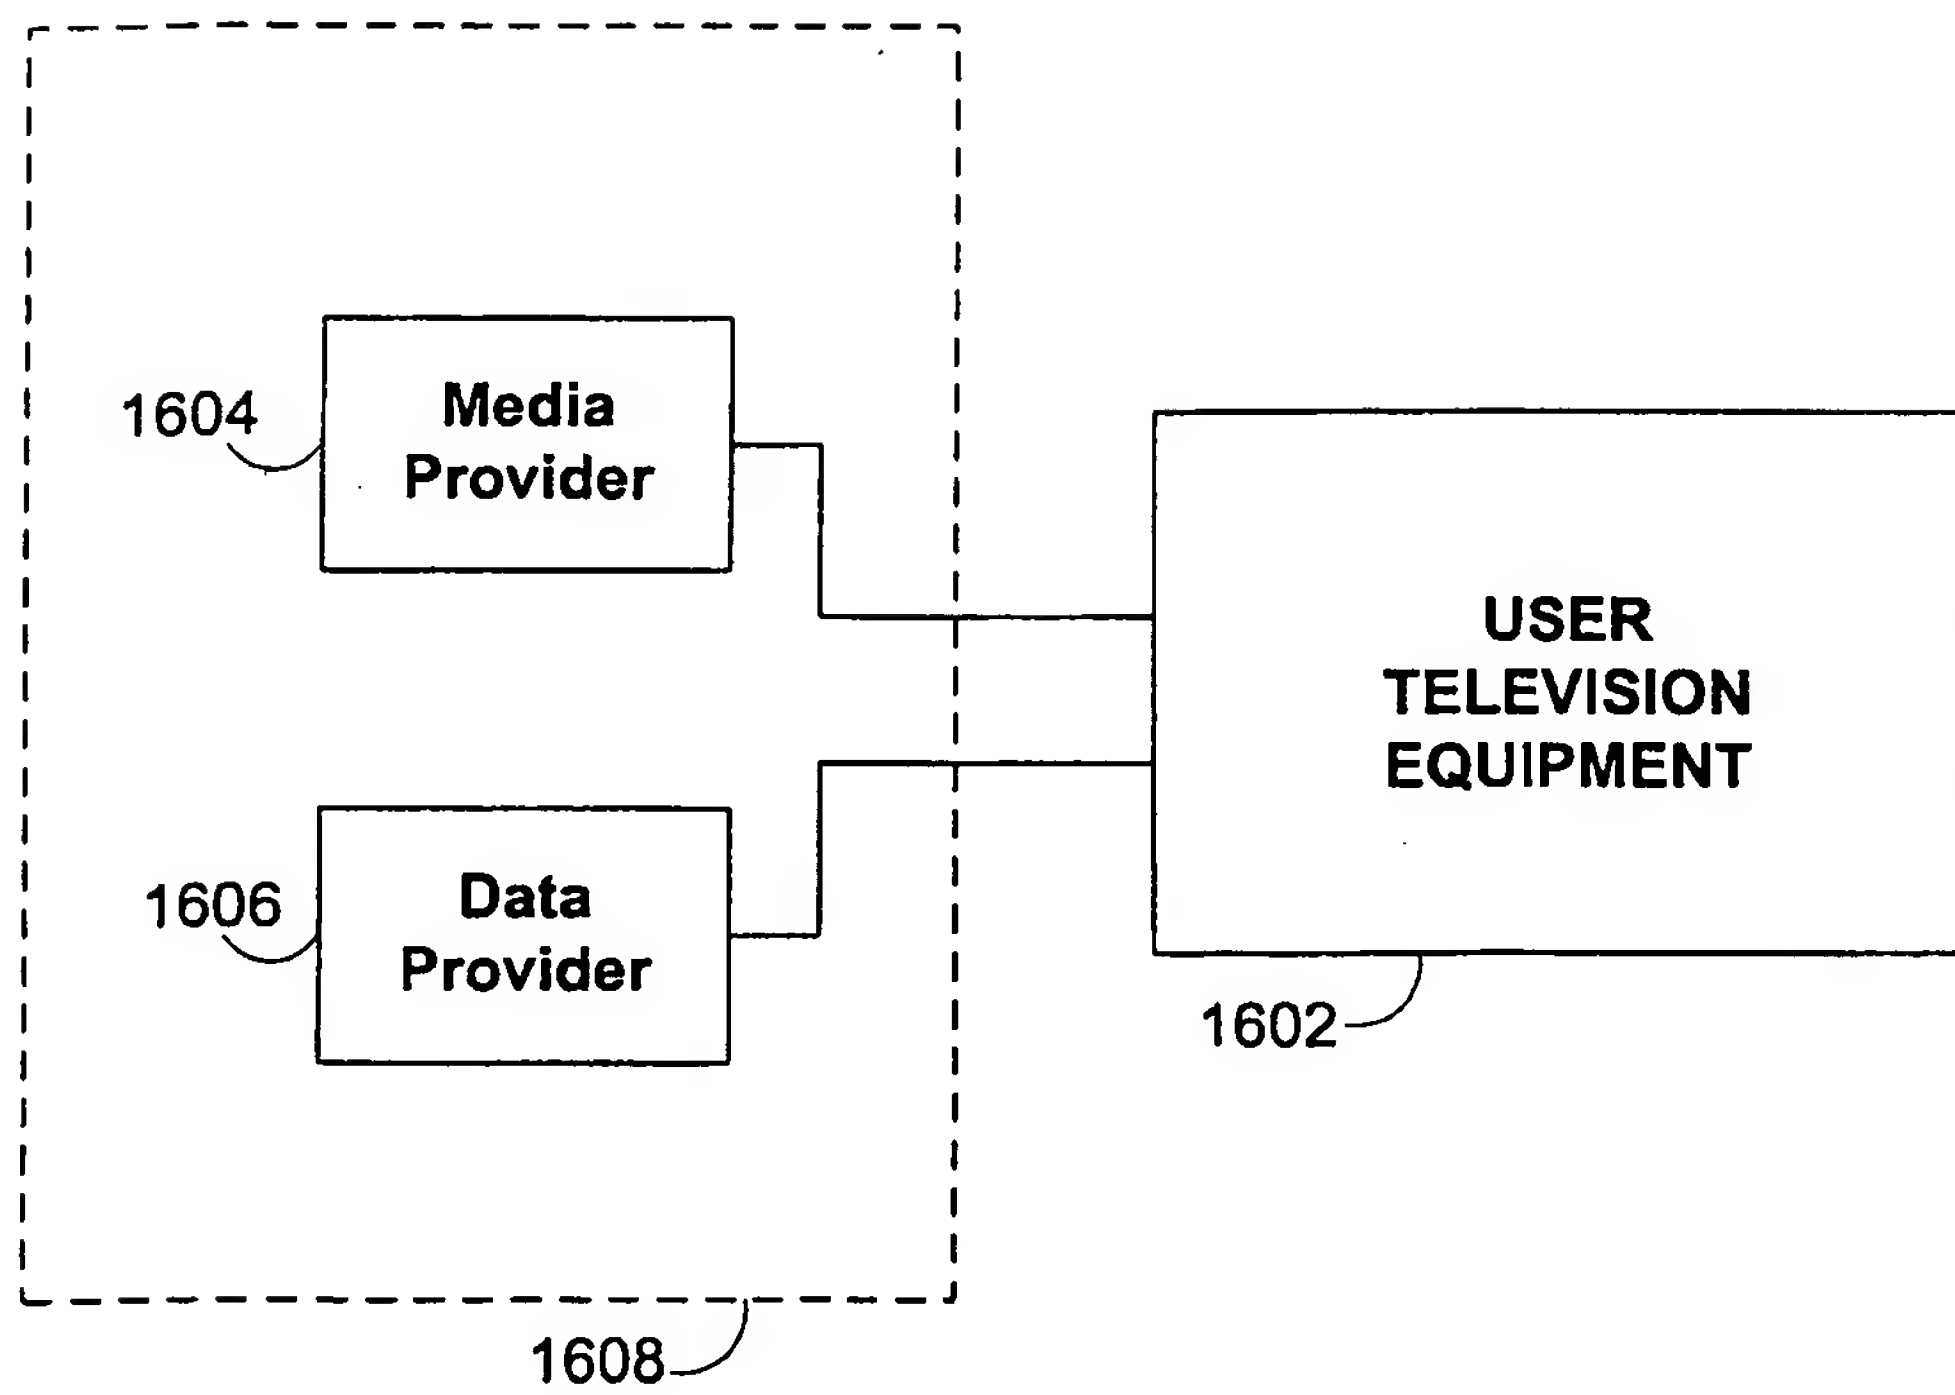 1604
Media
Provider
USER
TELEVISION
EQUIPMENT
1606
Data
Provider
1602
1608